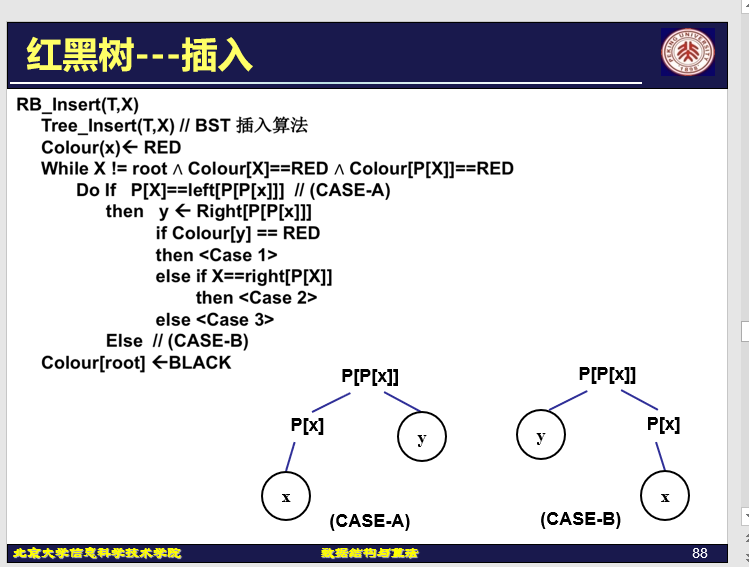 红黑树---插入
RB_Insert(T,X)
Tree_Insert(T,X) // BST 插入算法
Colour(x)← RED
While X != root ∧ Colour[X]==RED ∧ Colour[P[X]]==RED
Do If P[X]==left[P[P[x]]] // (CASE-A)
then y ← Right[P[P[x]]]
if Colour[y] == RED
then <Case 1>
else if X==right[P[X]]
then <Case 2>
else <Case 3>
Else // (CASE-B)
Colour[root] ←BLACK
P[P[x]]
P[x]
y
x
(CASE-A)
P[P[x]]
y
P[x]
x
(CASE-B)
PEKING UNIVERSITY
1898
北京大学信息科学技术学院
数据结构与算法
88